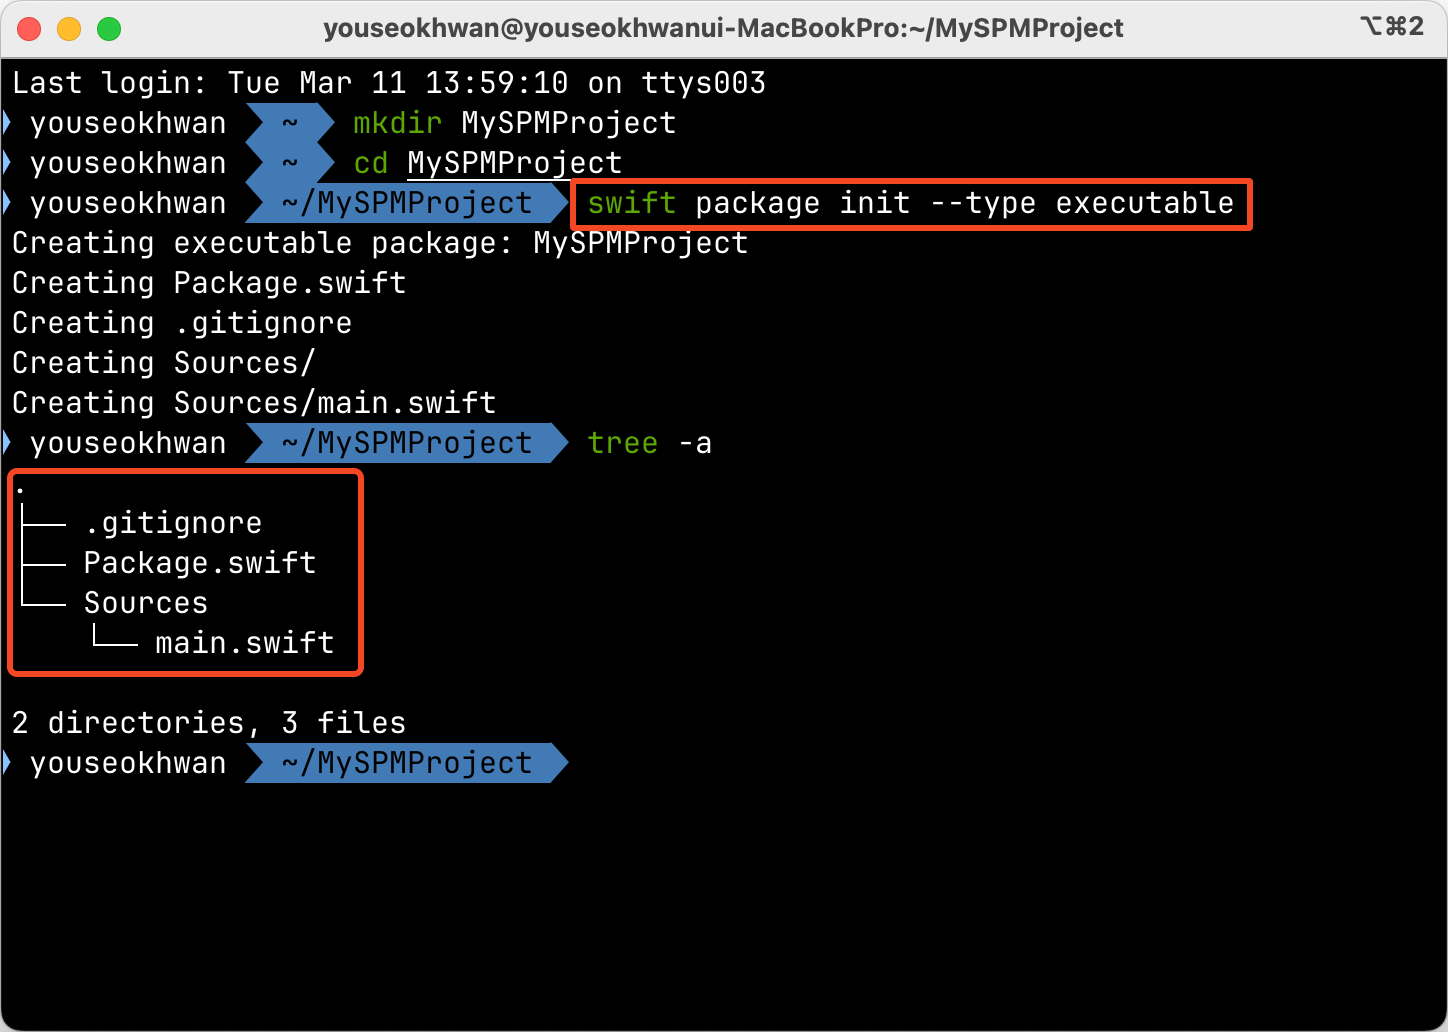 youseokhwan@youseokhwanui-MacBookPro:~/MySPMProject ⌥⌘2
Last login: Tue Mar 11 13:59:10 on ttys003
youseokhwan ~ mkdir MySPMProject
youseokhwan ~ cd MySPMProject
youseokhwan ~/MySPMProject swift package init --type executable
Creating executable package: MySPMProject
Creating Package.swift
Creating .gitignore
Creating Sources/
Creating Sources/main.swift
youseokhwan ~/MySPMProject tree -a
.
├── .gitignore
├── Package.swift
└── Sources
    └── main.swift
2 directories, 3 files
youseokhwan ~/MySPMProject